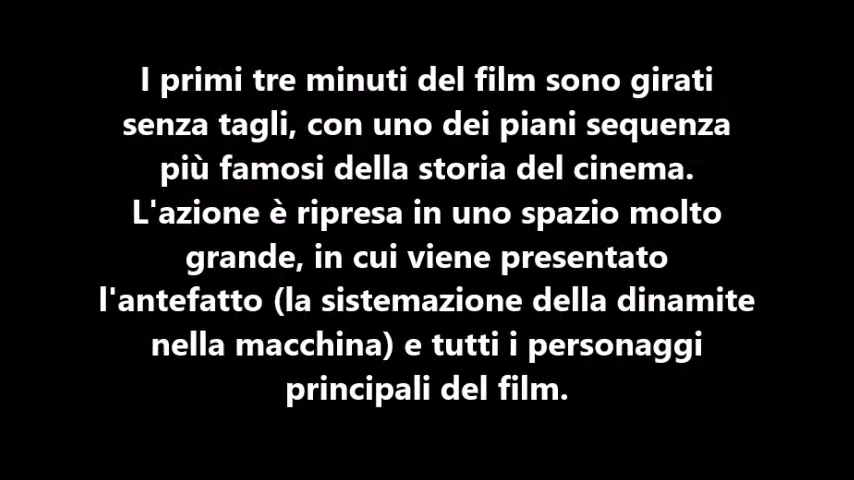 I primi tre minuti del film sono girati
senza tagli, con uno dei piani sequenza
più famosi della storia del cinema.
L'azione è ripresa in uno spazio molto
grande, in cui viene presentato
l'antefatto (la sistemazione della dinamite
nella macchina) e tutti i personaggi
principali del film.